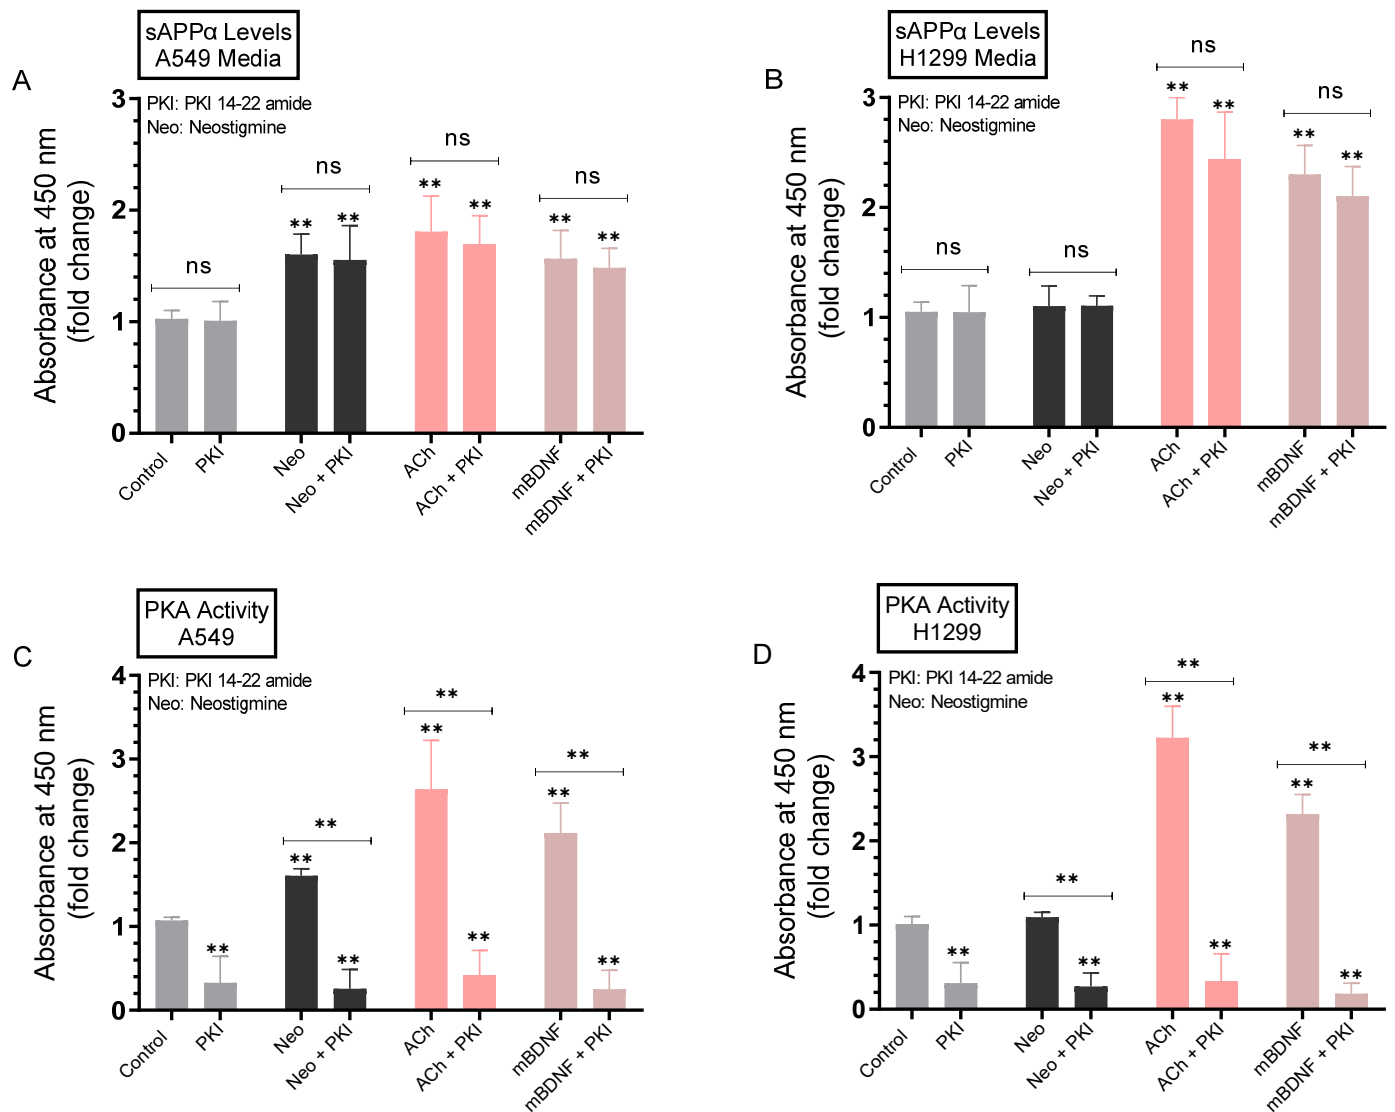 A
sAPPα Levels
A549 Media
PKI: PKI 14-22 amide
Neo: Neostigmine
Absorbance at 450 nm
(fold change)
3
2
1
0
ns
ns
ns
ns
**
**
**
**
**
**
Control
PKI
Neo
Neo + PKI
ACh
ACh + PKI
mBDNF
mBDNF + PKI
B
sAPPα Levels
H1299 Media
PKI: PKI 14-22 amide
Neo: Neostigmine
Absorbance at 450 nm
(fold change)
3
2
1
0
ns
ns
ns
ns
**
**
**
**
Control
PKI
Neo
Neo + PKI
ACh
ACh + PKI
mBDNF
mBDNF + PKI
C
PKA Activity
A549
PKI: PKI 14-22 amide
Neo: Neostigmine
Absorbance at 450 nm
(fold change)
4
3
2
1
0
**
**
**
**
**
**
**
**
**
**
Control
PKI
Neo
Neo + PKI
ACh
ACh + PKI
mBDNF
mBDNF + PKI
D
PKA Activity
H1299
PKI: PKI 14-22 amide
Neo: Neostigmine
Absorbance at 450 nm
(fold change)
4
3
2
1
0
**
**
**
**
**
**
**
**
**
Control
PKI
Neo
Neo + PKI
ACh
ACh + PKI
mBDNF
mBDNF + PKI